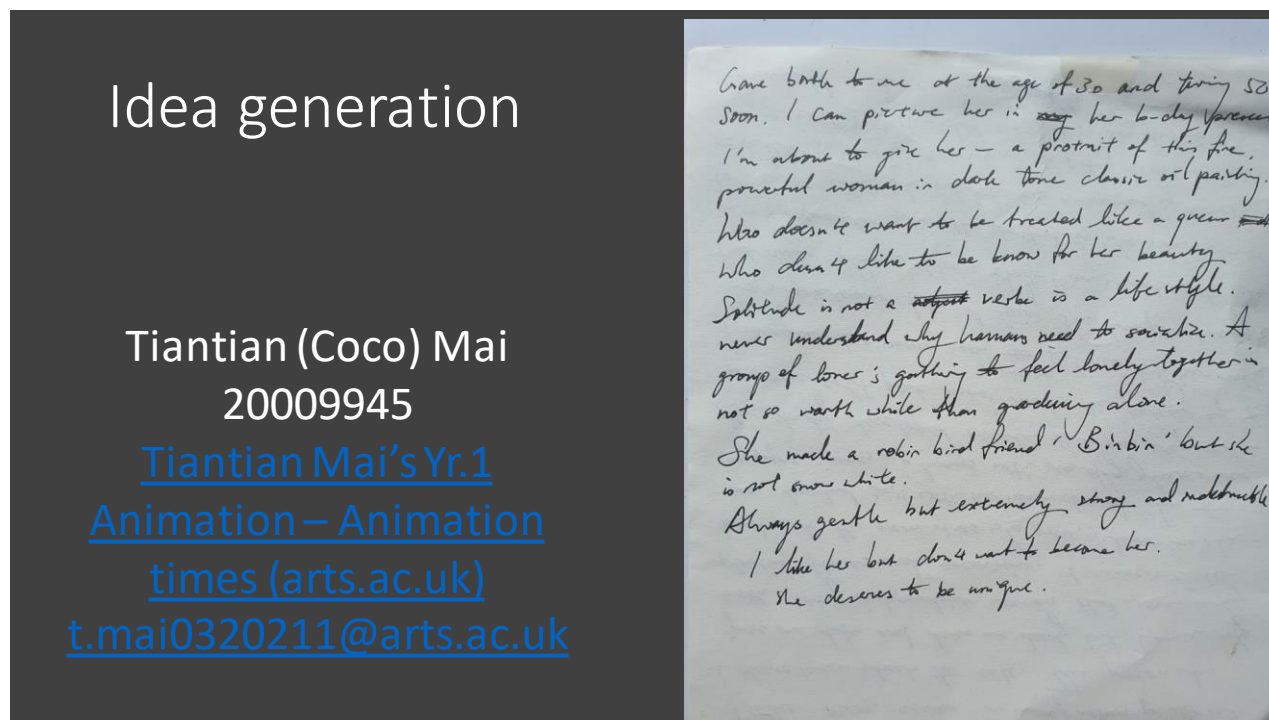 Idea generation
Tiantian (Coco) Mai
20009945
Tiantian Mai's Yr.1
Animation – Animation
times (arts.ac.uk)
t.mai0320211@arts.ac.uk
Gave birth to me at the age of 30 and turing 50
soon. I can picture her in her b-day
I'm about to give her – a protrait of this fine,
powerful woman in dark tone classic oil painting.
Who doesn't want to be treated like a queen
Who doesn't like to be know for her beauty
Solitude is not a verbe is a life style.
never understand why humans need to socialize. A
group of loner's gathing to feel lonely together is
not so warth while than gardening alone.
She made a robin bird friend 'Binbin' but she
is not snow white.
Always gentle but extremely strong and indestructible
I like her but don't want to become her.
she deseres to be unique.